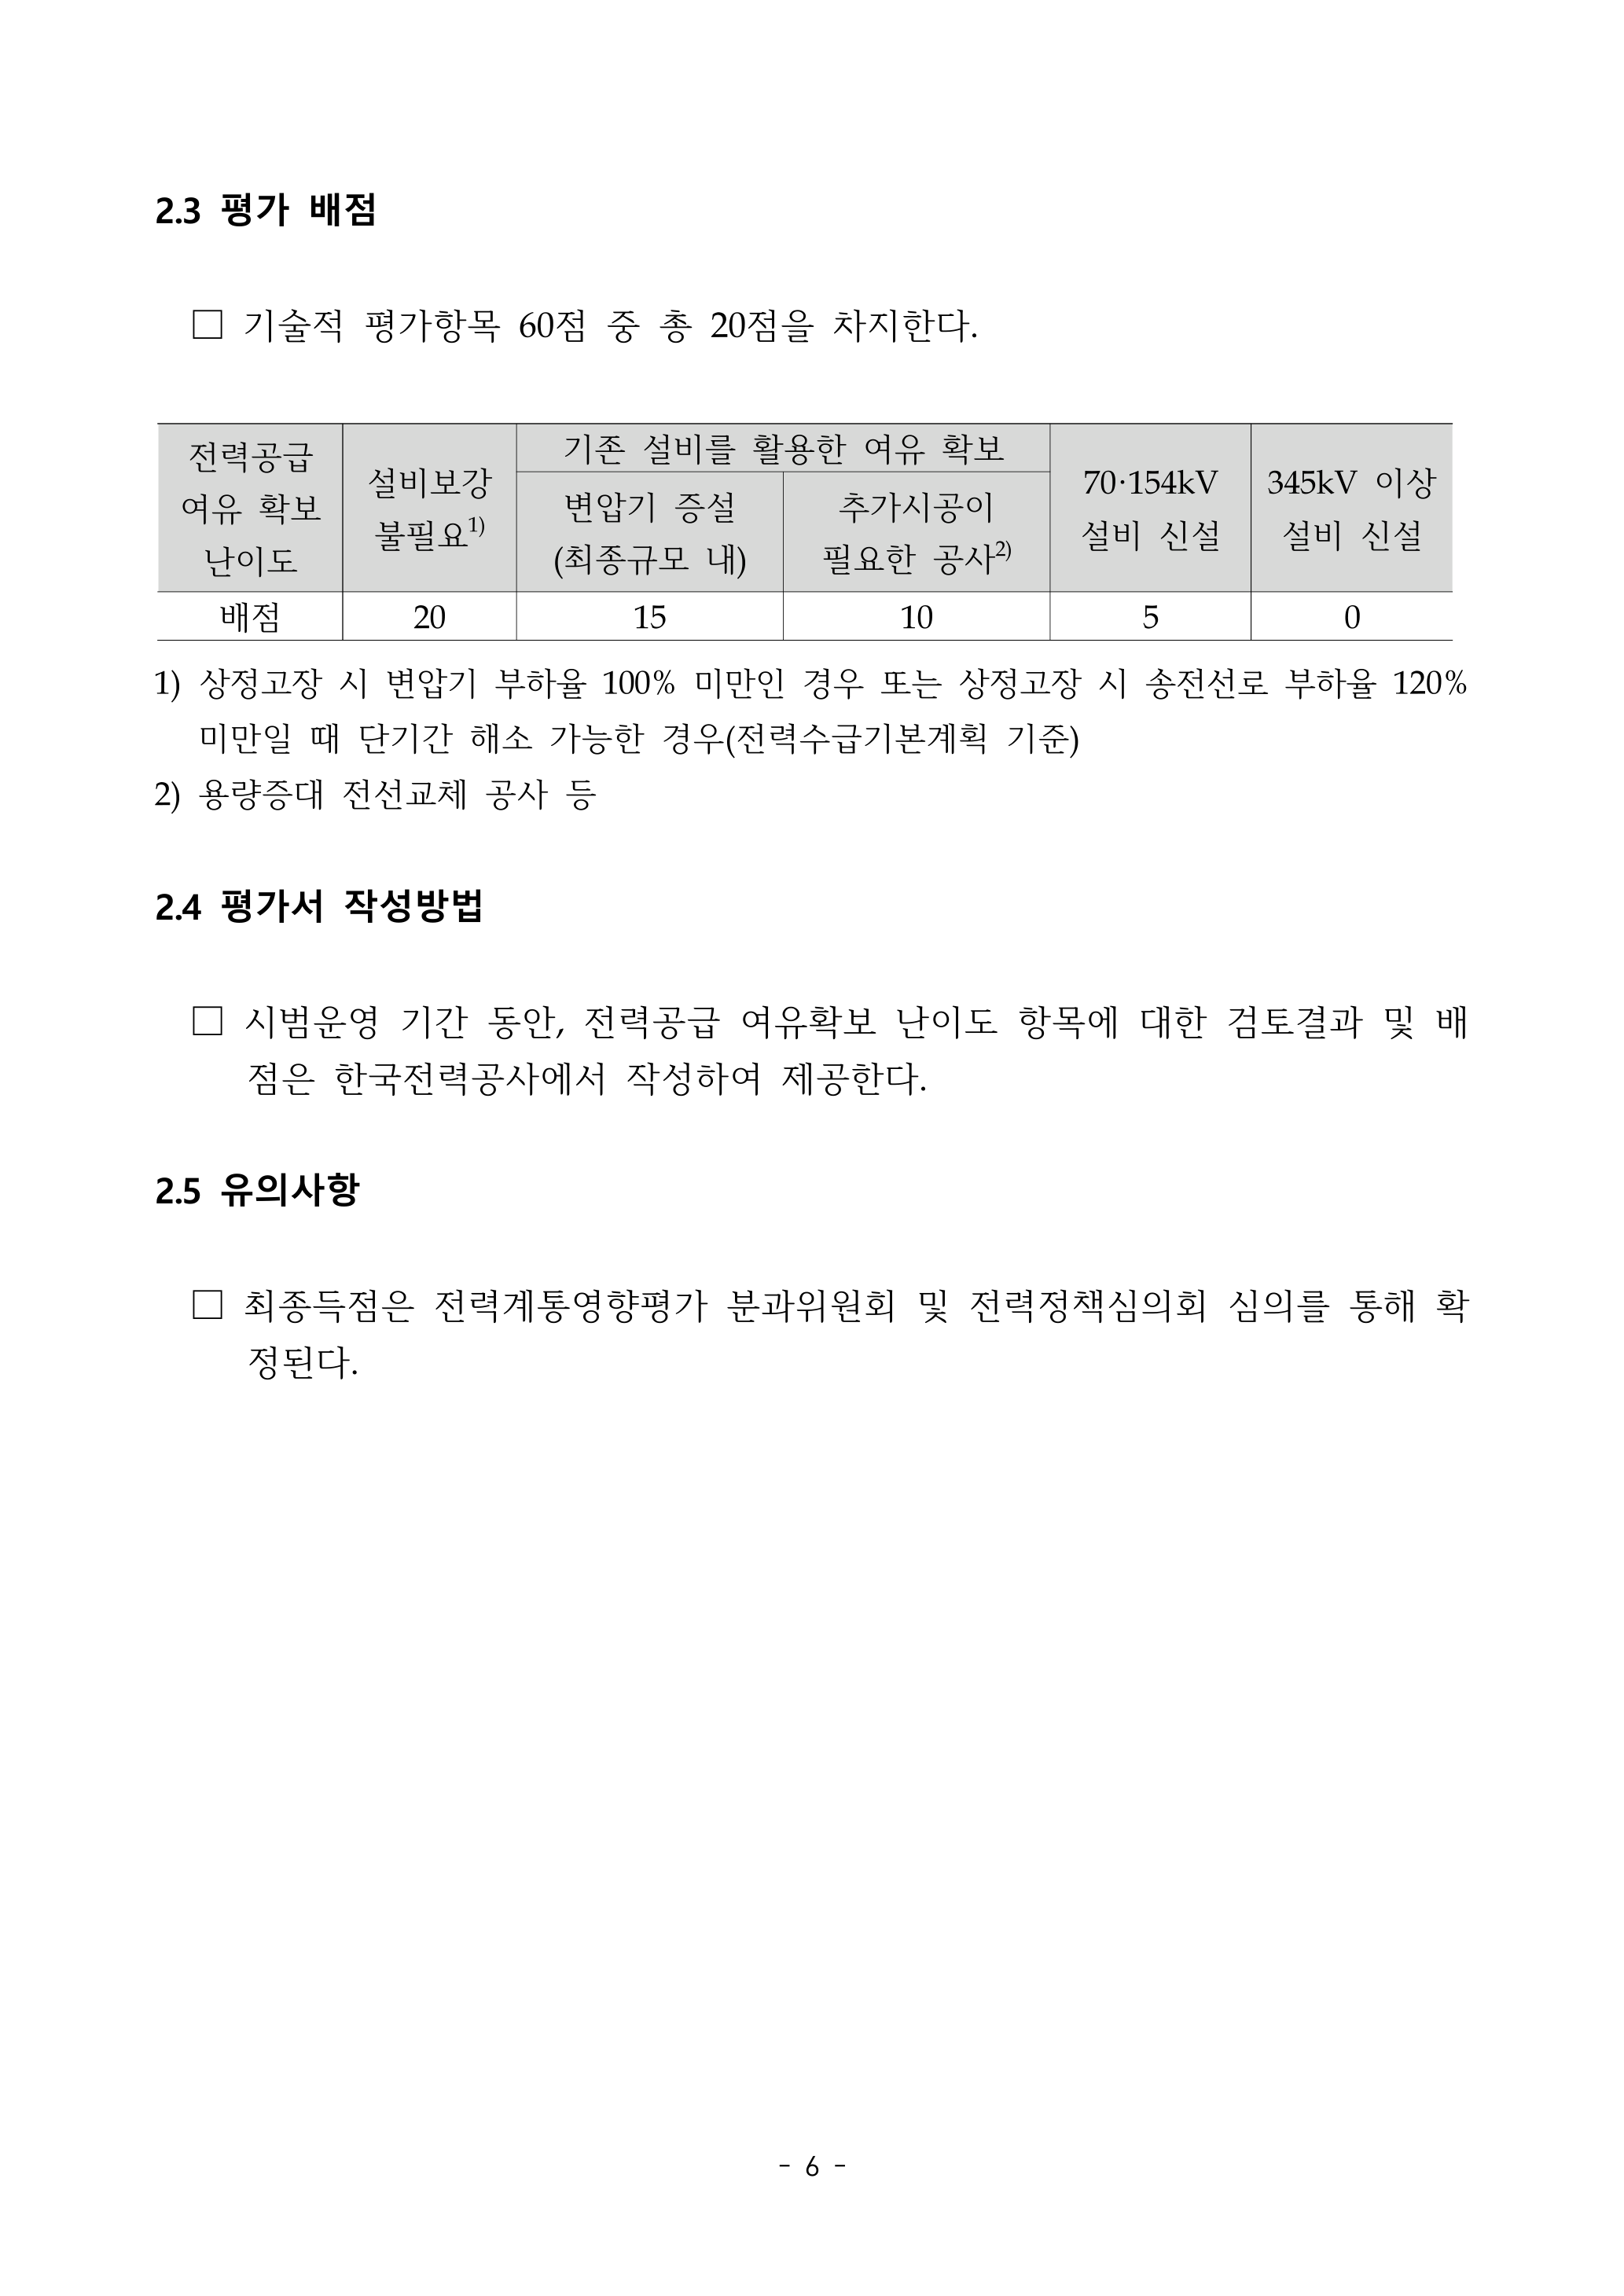 2.3 평가 배점
□ 기술적 평가항목 60점 중 총 20점을 차지한다.
전력공급
여유 확보
난이도
설비보강
불필요1)
기존 설비를 활용한 여유 확보
변압기 증설
(최종규모 내)
추가시공이
필요한 공사2)
70·154kV
설비 신설
345kV 이상
설비 신설
배점
20
15
10
5
0
1) 상정고장 시 변압기 부하율 100% 미만인 경우 또는 상정고장 시 송전선로 부하율 120%
미만일 때 단기간 해소 가능한 경우(전력수급기본계획 기준)
2) 용량증대 전선교체 공사 등
2.4 평가서 작성방법
□ 시범운영 기간 동안, 전력공급 여유확보 난이도 항목에 대한 검토결과 및 배
점은 한국전력공사에서 작성하여 제공한다.
2.5 유의사항
□ 최종득점은 전력계통영향평가 분과위원회 및 전력정책심의회 심의를 통해 확
정된다.
- 6 -